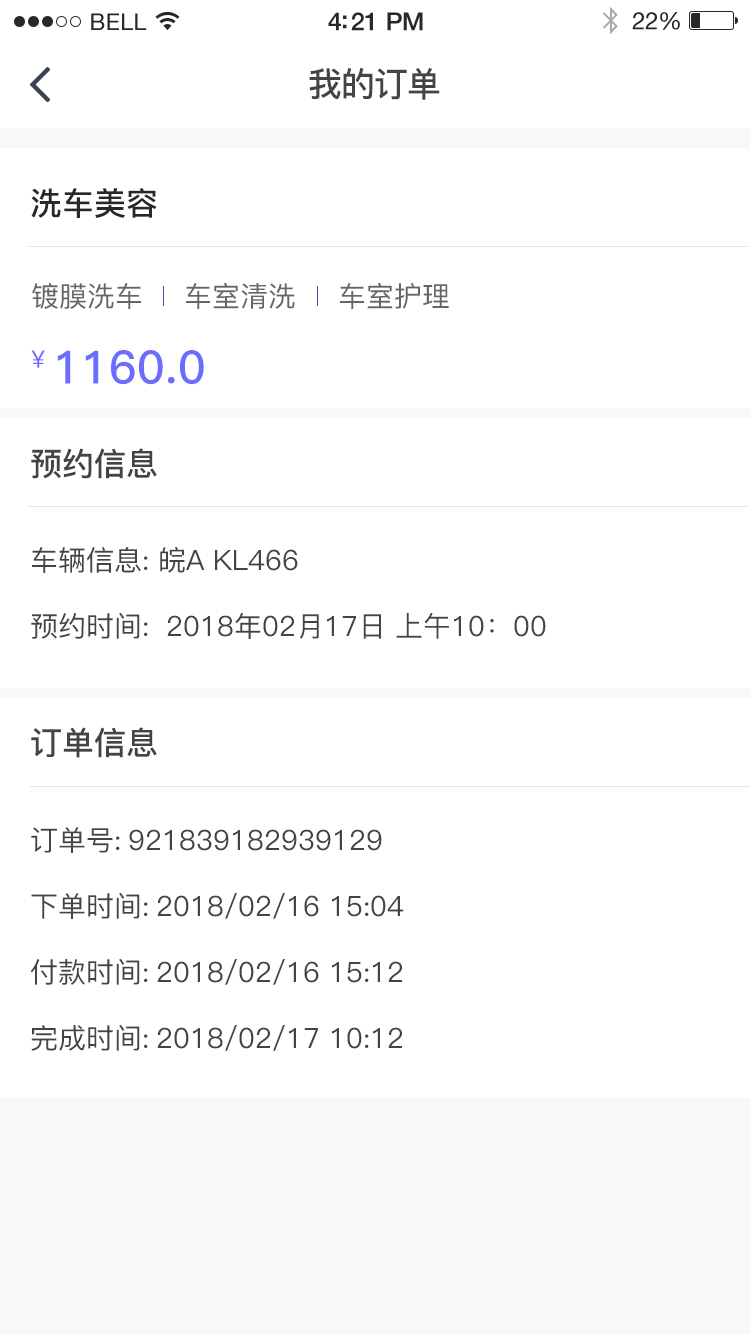 BELL 4:21 PM 22%
我的订单
洗车美容
镀膜洗车 | 车室清洗 | 车室护理
¥ 1160.0
预约信息
车辆信息: 皖A KL466
预约时间: 2018年02月17日 上午10：00
订单信息
订单号: 921839182939129
下单时间: 2018/02/16 15:04
付款时间: 2018/02/16 15:12
完成时间: 2018/02/17 10:12